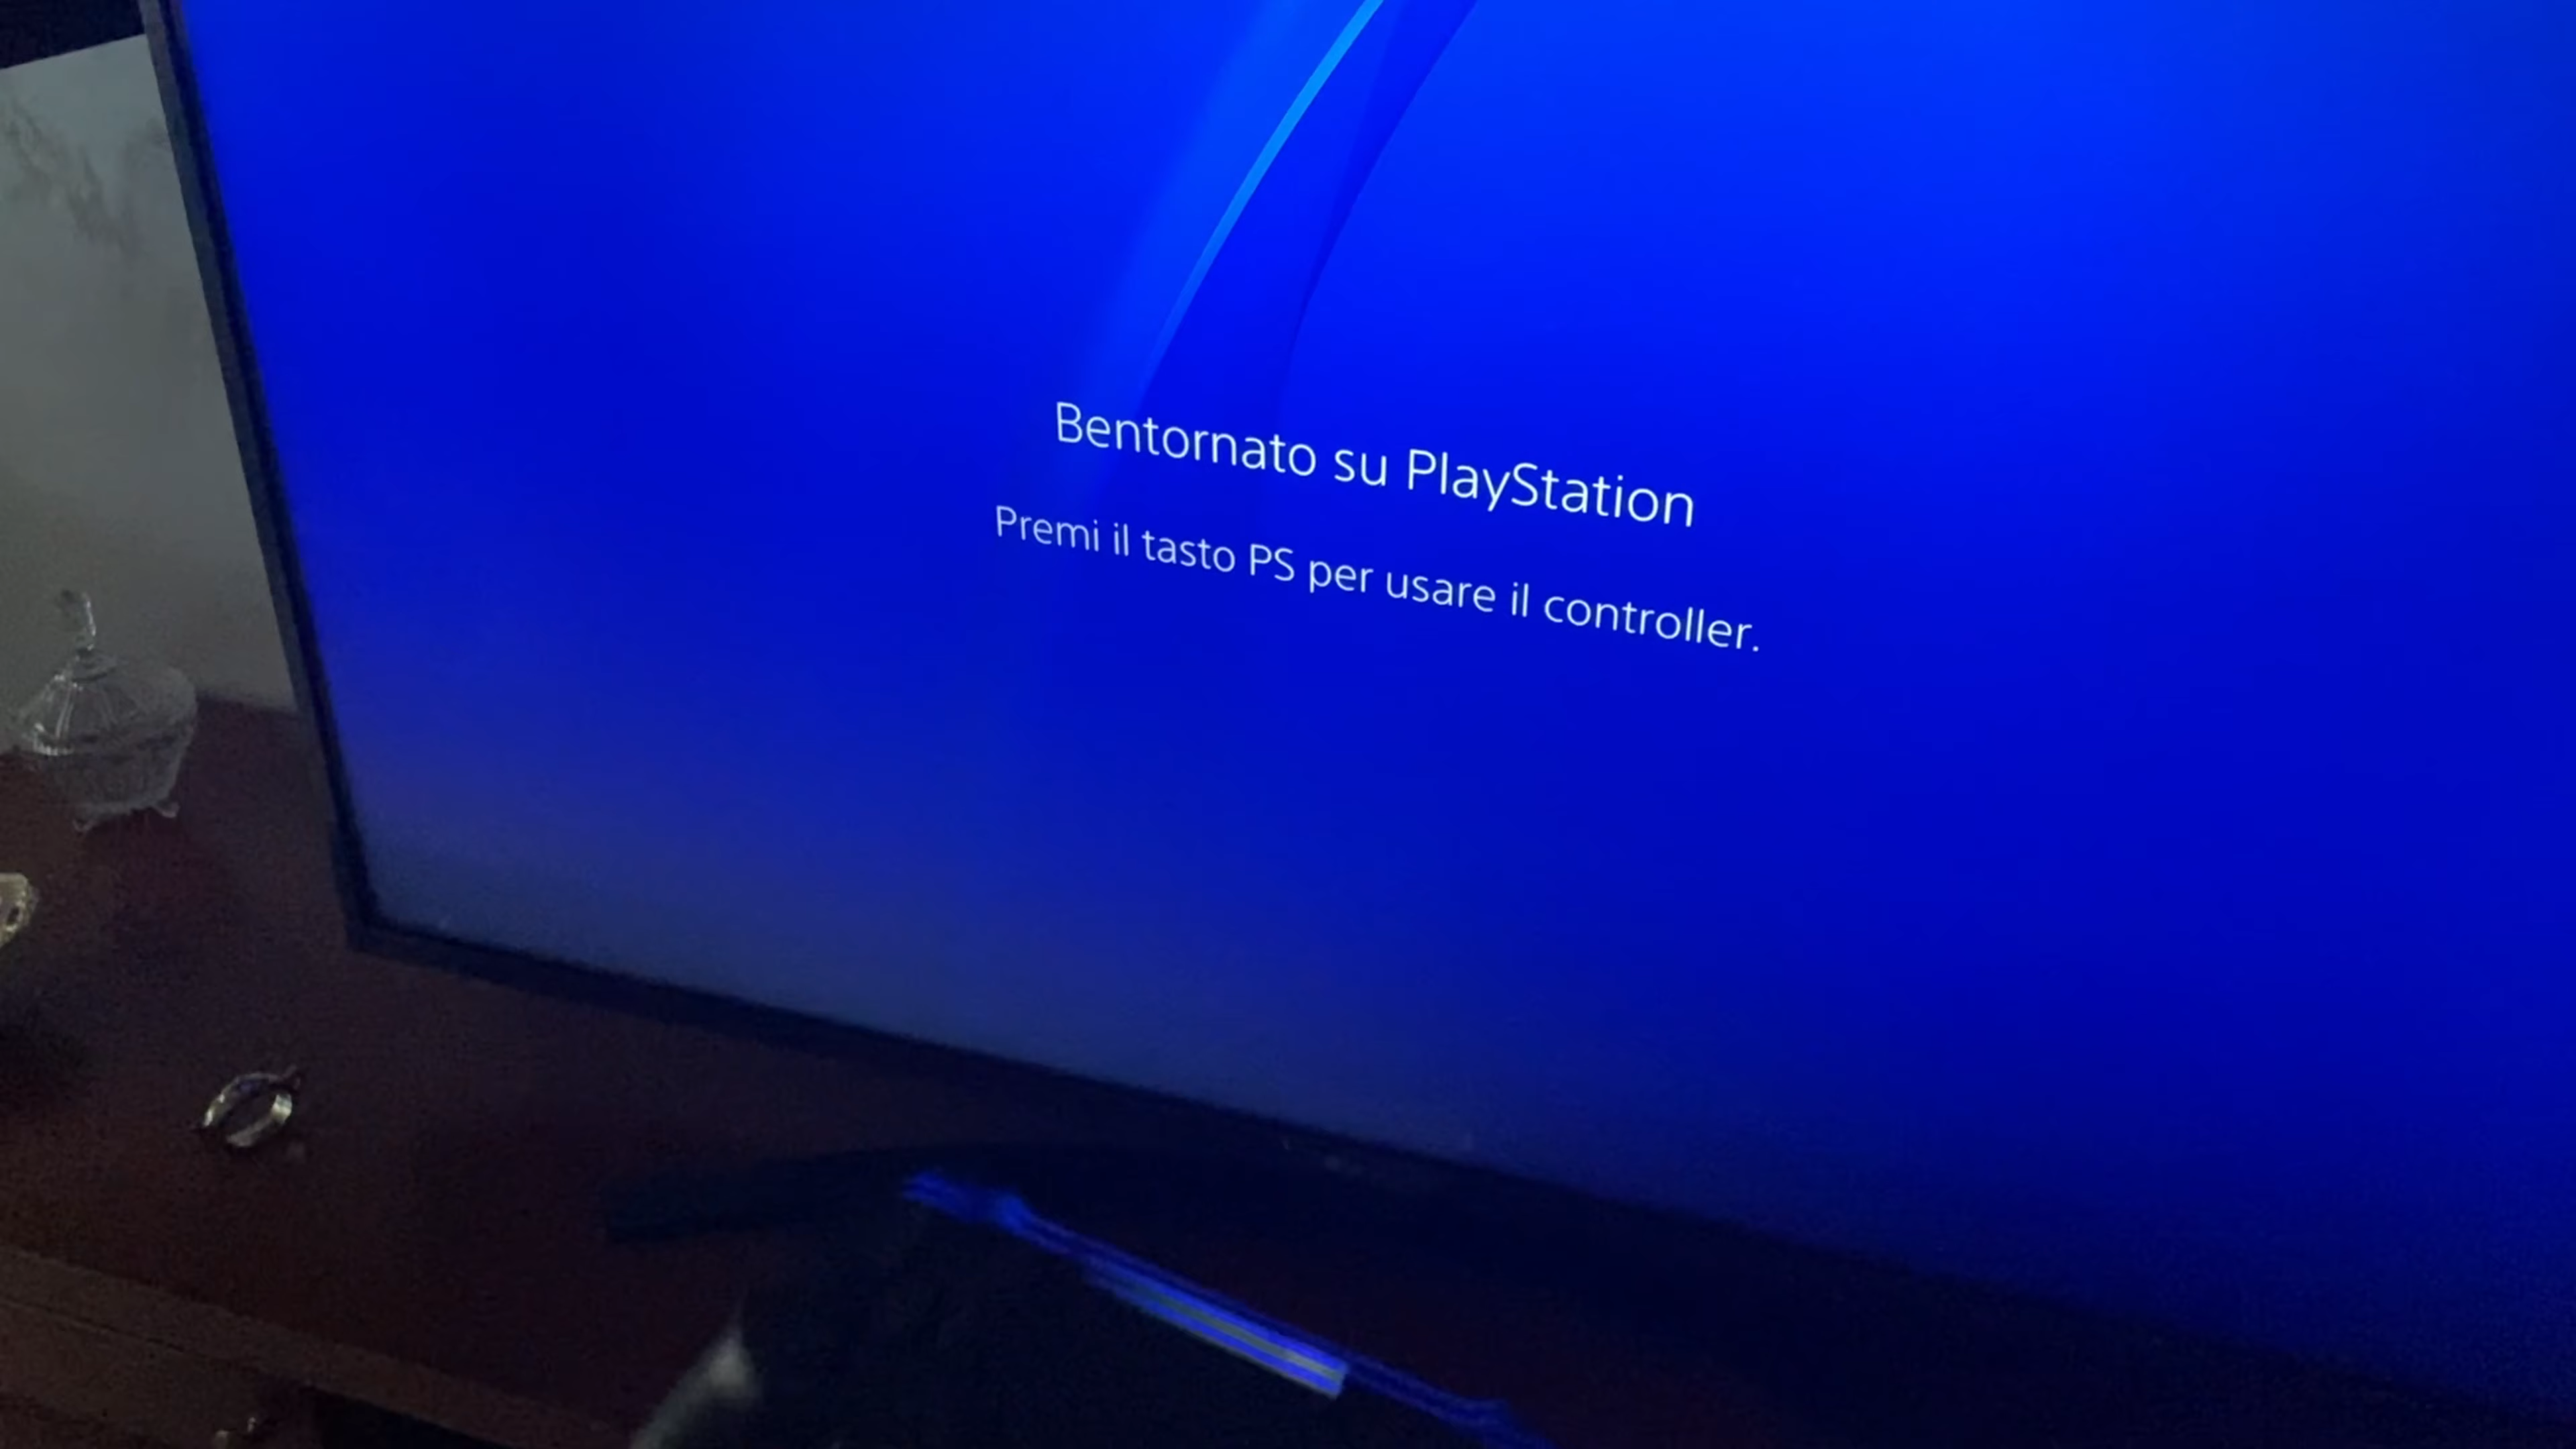 Bentornato su PlayStation
Premi il tasto PS per usare il controller.